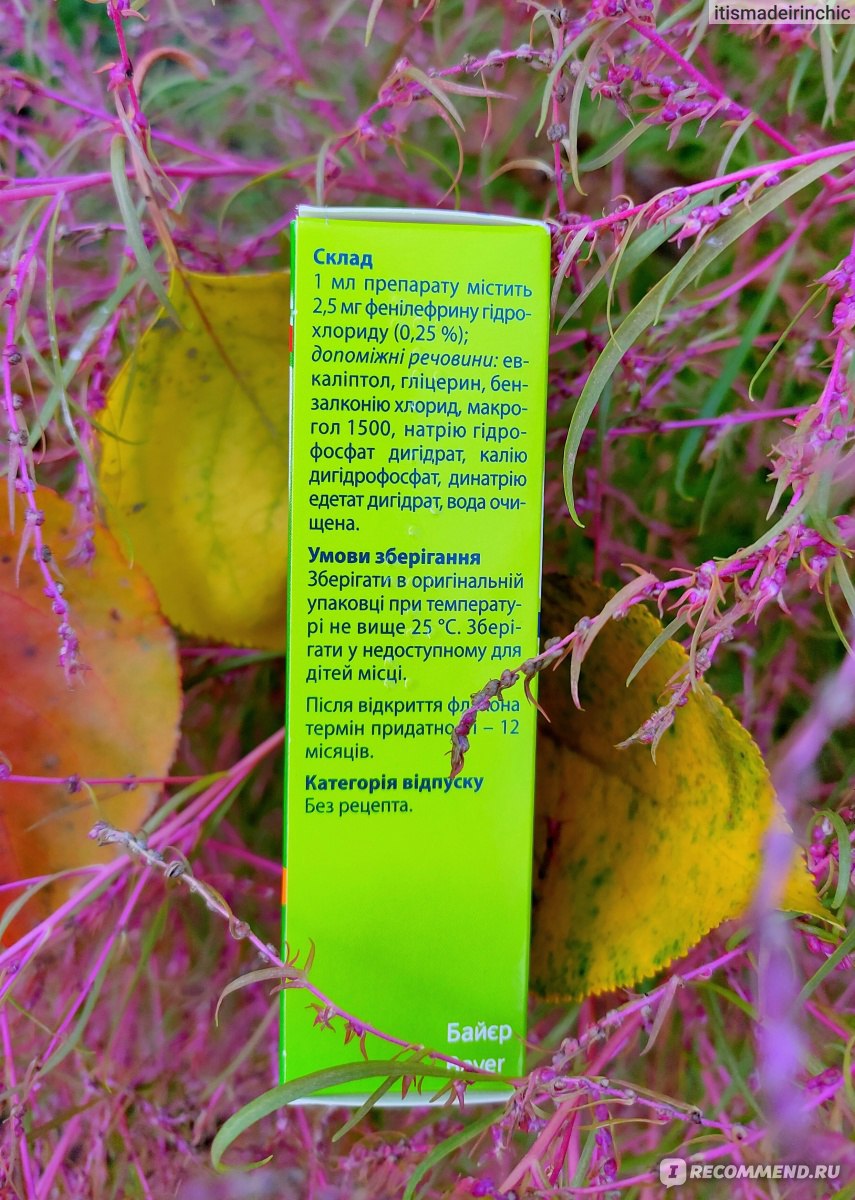 itismadeirinchic
Склад
1 мл препарату містить
2,5 мг фенілефрину гідро-
хлориду (0,25 %);
допоміжні речовини: ев-
каліптол, гліцерин, бен-
залконію хлорид, макро-
гол 1500, натрію гідро-
фосфат дигідрат, калію
дигідрофосфат, динатрію
едетат дигідрат, вода очи-
щена.
Умови зберігання
Зберігати в оригінальній
упаковці при температу-
рі не вище 25 °C. Збері-
гати у недоступному для
дітей місці.
Після відкриття флакона
термін придатності – 12
місяців.
Категорія відпуску
Без рецепта.
Байєр
Bayer
I RECOMMEND.RU